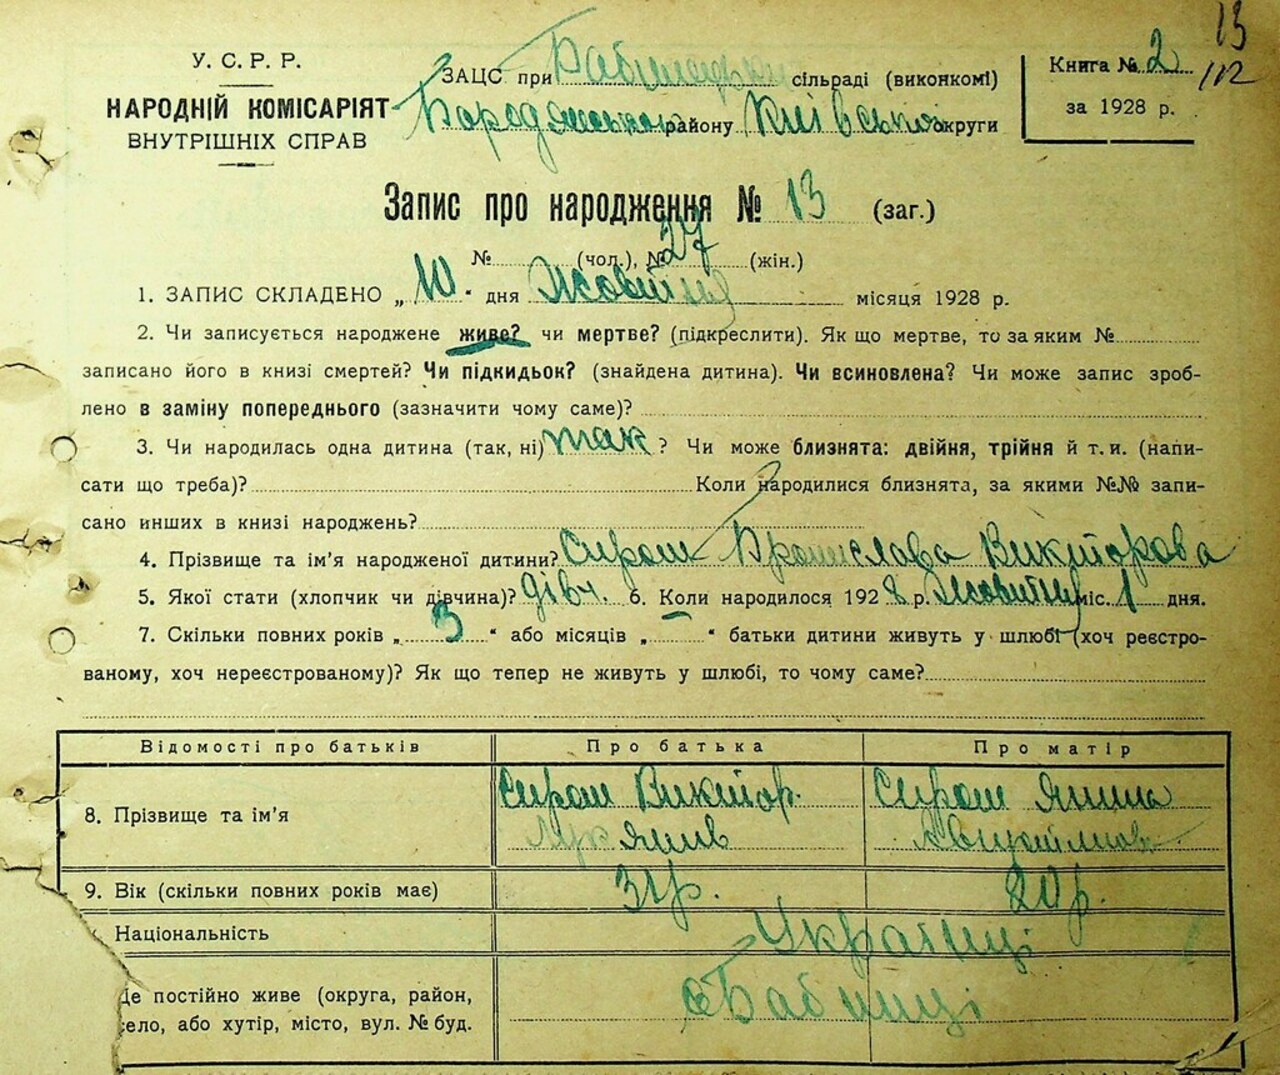 13
112
У. С. Р. Р.
НАРОДНІЙ КОМІСАРІЯТ
ВНУТРІШНІХ СПРАВ
ЗАЦС при сільраді (виконкомі)
Бородянського району Київської округи
Книга № 2
за 1928 р.
Запис про народження № 13 (заг.)
№ (чол.), № 27 (жін.)
1. ЗАПИС СКЛАДЕНО „10" дня Жовтня місяця 1928 р.
2. Чи записується народжене живе? чи мертве? (підкреслити). Як що мертве, то за яким №
записано його в книзі смертей? Чи підкидьок? (знайдена дитина). Чи всиновлена? Чи може запис зроб-
лено в заміну попереднього (зазначити чому саме)?
3. Чи народилась одна дитина (так, ні) так? Чи може близнята: двійня, трійня й т. и. (напи-
сати що треба)? Коли народилися близнята, за якими №№ запи-
сано инших в книзі народжень?
4. Прізвище та ім'я народженої дитини? Сирош Броніслава Викторова
5. Якої стати (хлопчик чи дівчина)? дівч. 6. Коли народилося 1928 р. Жовтня міс. 1 дня.
7. Скільки повних років „3" або місяців „ " батьки дитини живуть у шлюбі (хоч реєстро-
ваному, хоч нереєстрованому)? Як що тепер не живуть у шлюбі, то чому саме?
Відомості про батьків Про батька Про матір
8. Прізвище та ім'я Сирош Виктор. Сирош Янина
Лукянів
9. Вік (скільки повних років має) 31 р. 20 р.
Національність Українці
Де постійно живе (округа, район, с Бабинці
село, або хутір, місто, вул. № буд.